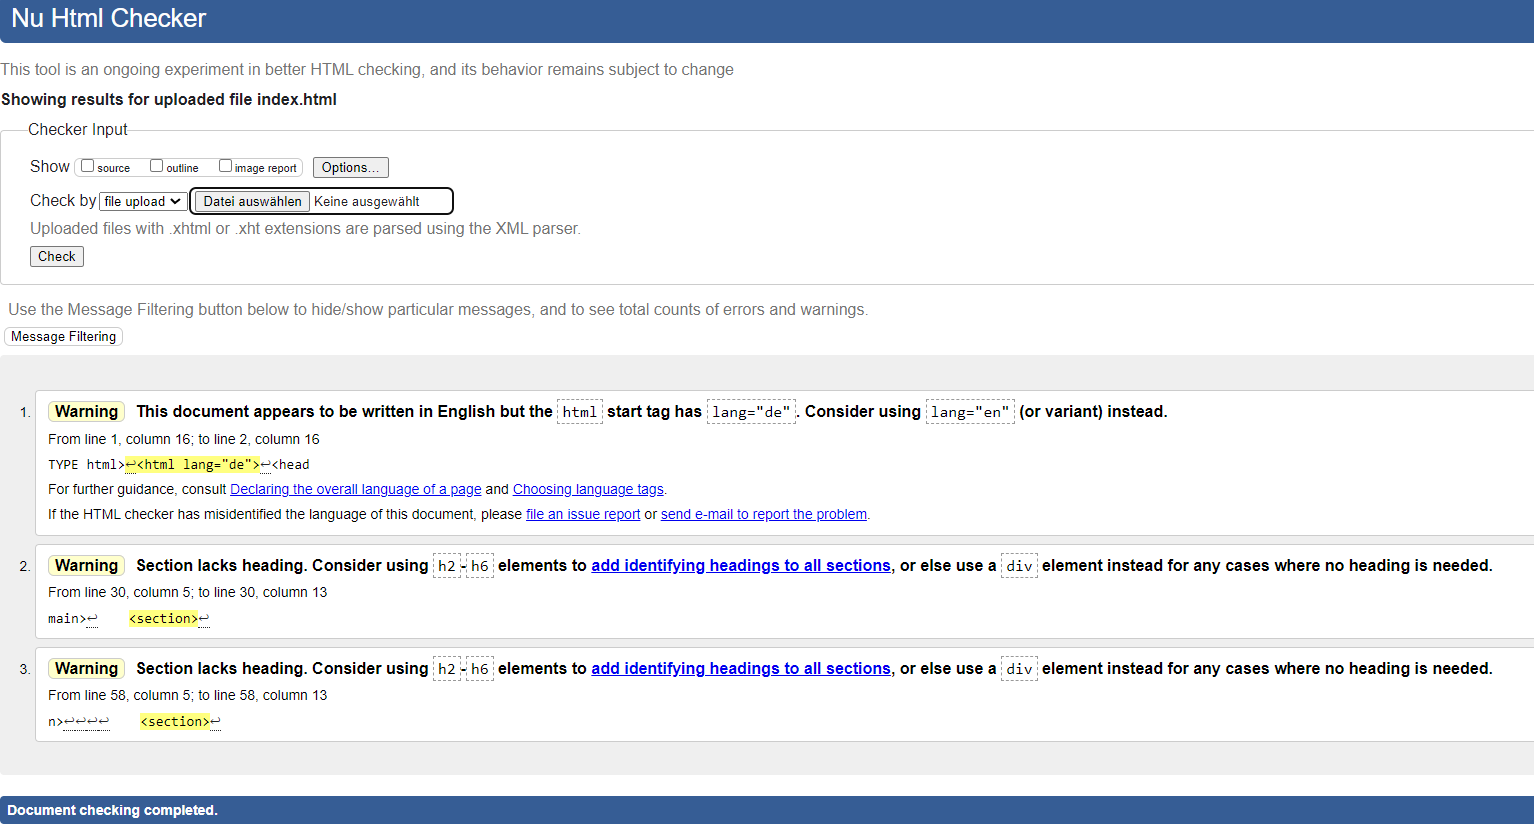 Nu Html Checker
This tool is an ongoing experiment in better HTML checking, and its behavior remains subject to change
Showing results for uploaded file index.html
Checker Input
Show source outline image report Options...
Check by file upload Datei auswählen Keine ausgewählt
Uploaded files with .xhtml or .xht extensions are parsed using the XML parser.
Check
Use the Message Filtering button below to hide/show particular messages, and to see total counts of errors and warnings.
Message Filtering
1. Warning This document appears to be written in English but the html start tag has lang="de". Consider using lang="en" (or variant) instead.
From line 1, column 16; to line 2, column 16
TYPE html>↩<html lang="de">↩<head
For further guidance, consult Declaring the overall language of a page and Choosing language tags.
If the HTML checker has misidentified the language of this document, please file an issue report or send e-mail to report the problem.
2. Warning Section lacks heading. Consider using h2-h6 elements to add identifying headings to all sections, or else use a div element instead for any cases where no heading is needed.
From line 30, column 5; to line 30, column 13
main>↩ <section>↩
3. Warning Section lacks heading. Consider using h2-h6 elements to add identifying headings to all sections, or else use a div element instead for any cases where no heading is needed.
From line 58, column 5; to line 58, column 13
n>↩↩↩↩ <section>↩
Document checking completed.